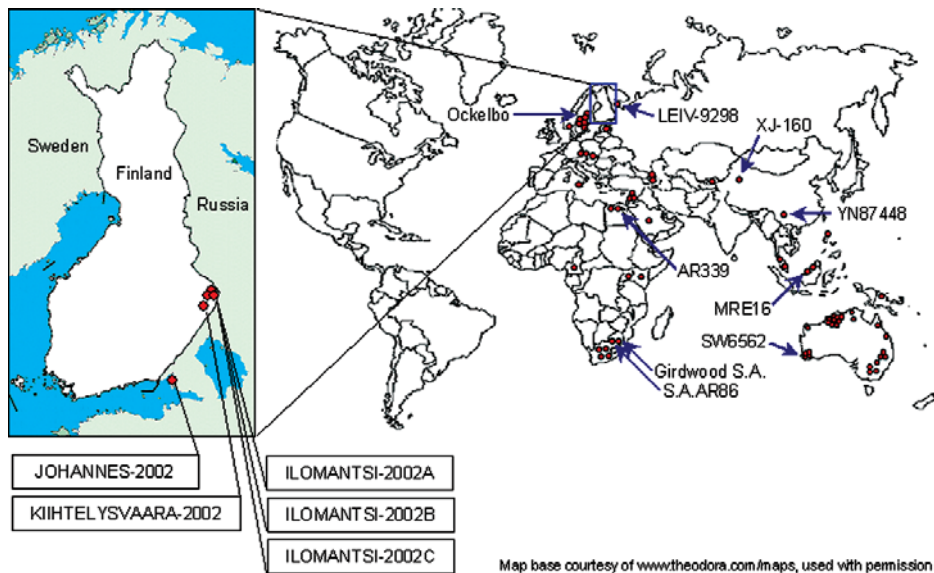 Sweden
Finland
Russia
Ockelbo
LEIV-9298
XJ-160
YN87448
AR339
MRE16
SW6562
Girdwood S.A.
S.A.AR86
JOHANNES-2002
KIIHTELYSVAARA-2002
ILOMANTSI-2002A
ILOMANTSI-2002B
ILOMANTSI-2002C
Map base courtesy of www.theodora.com/maps, used with permission